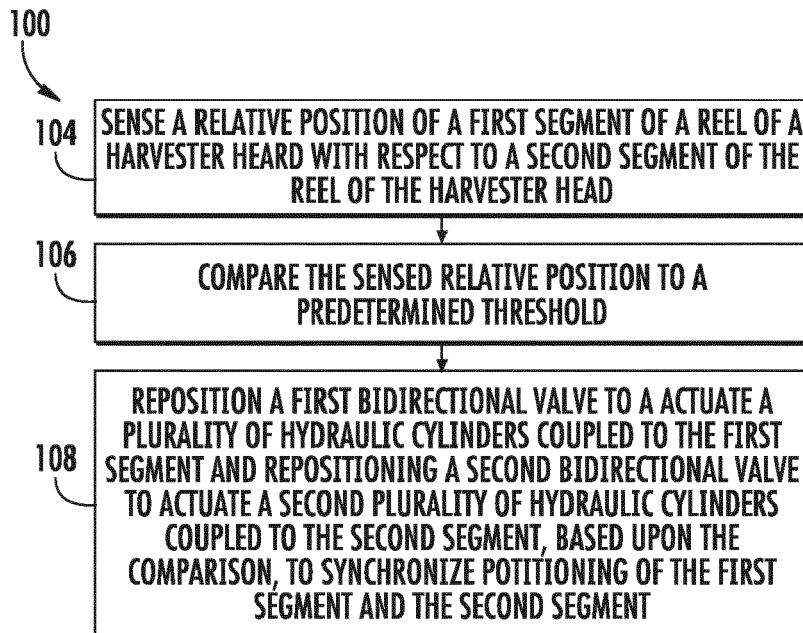 100
104
SENSE A RELATIVE POSITION OF A FIRST SEGMENT OF A REEL OF A
HARVESTER HEARD WITH RESPECT TO A SECOND SEGMENT OF THE
REEL OF THE HARVESTER HEAD
106
COMPARE THE SENSED RELATIVE POSITION TO A
PREDETERMINED THRESHOLD
108
REPOSITION A FIRST BIDIRECTIONAL VALVE TO A ACTUATE A
PLURALITY OF HYDRAULIC CYLINDERS COUPLED TO THE FIRST
SEGMENT AND REPOSITIONING A SECOND BIDIRECTIONAL VALVE
TO ACTUATE A SECOND PLURALITY OF HYDRAULIC CYLINDERS
COUPLED TO THE SECOND SEGMENT, BASED UPON THE
COMPARISON, TO SYNCHRONIZE POTITIONING OF THE FIRST
SEGMENT AND THE SECOND SEGMENT